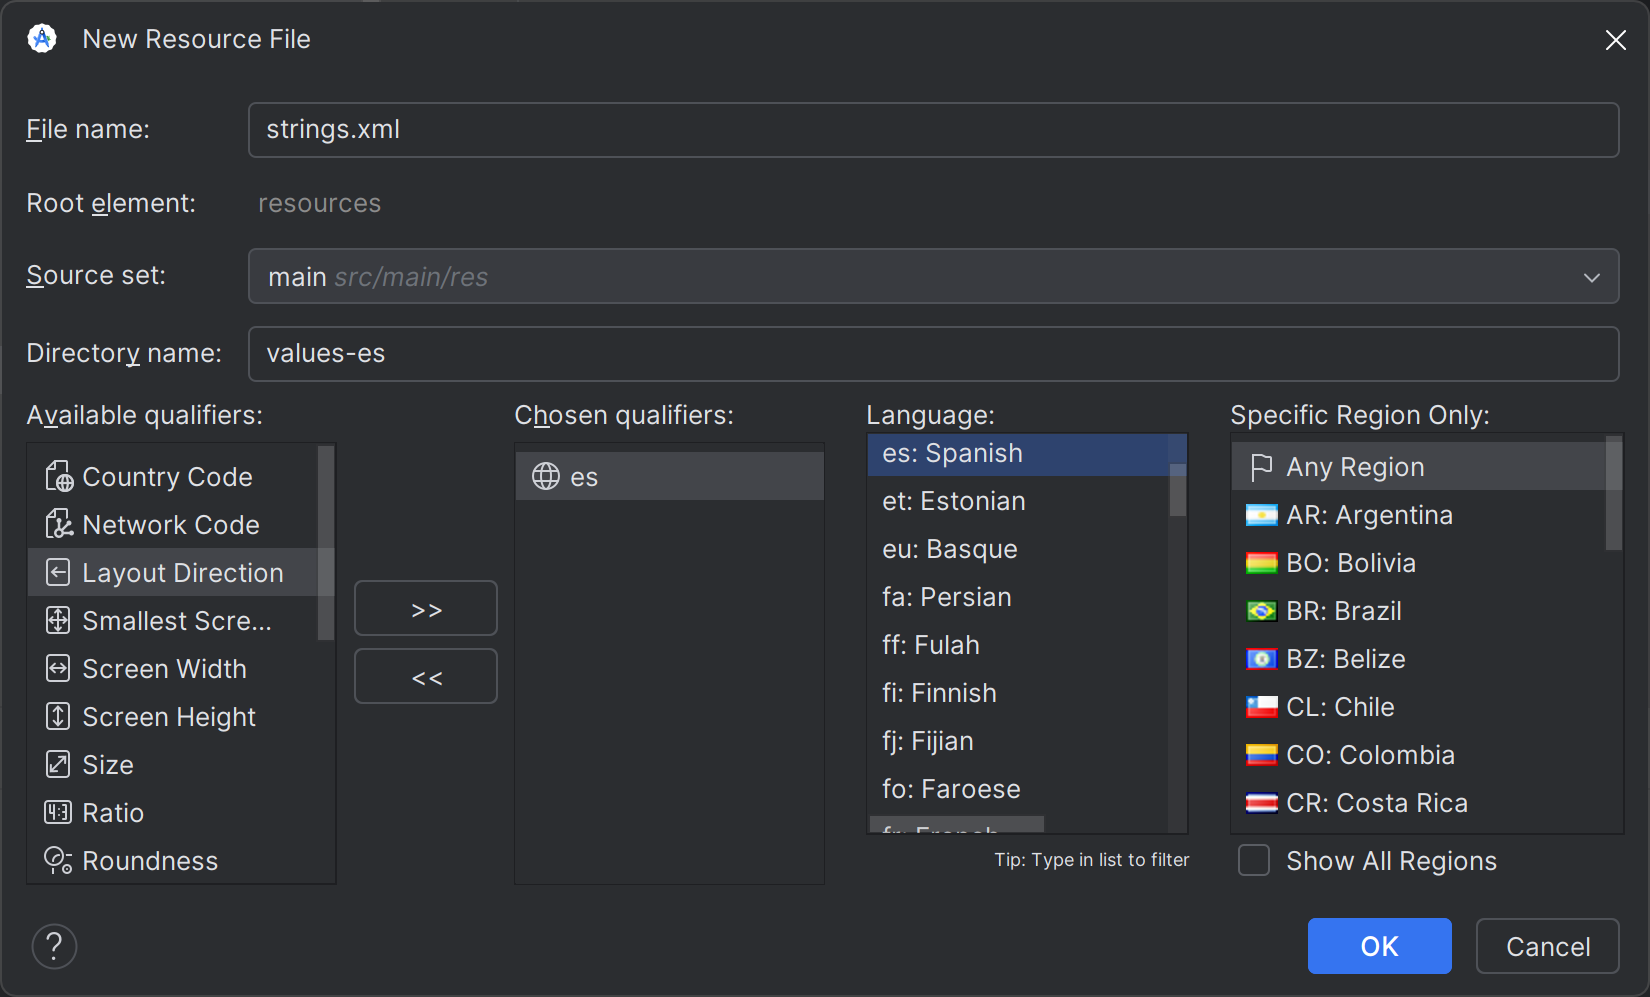 New Resource File
File name: strings.xml
Root element: resources
Source set: main src/main/res
Directory name: values-es
Available qualifiers:
Country Code
Network Code
Layout Direction
Smallest Scre...
Screen Width
Screen Height
Size
4:3 Ratio
Roundness
>>
<<
Chosen qualifiers:
es
Language:
es: Spanish
et: Estonian
eu: Basque
fa: Persian
ff: Fulah
fi: Finnish
fj: Fijian
fo: Faroese
fr: French
Tip: Type in list to filter
Specific Region Only:
Any Region
AR: Argentina
BO: Bolivia
BR: Brazil
BZ: Belize
CL: Chile
CO: Colombia
CR: Costa Rica
Show All Regions
?
OK
Cancel